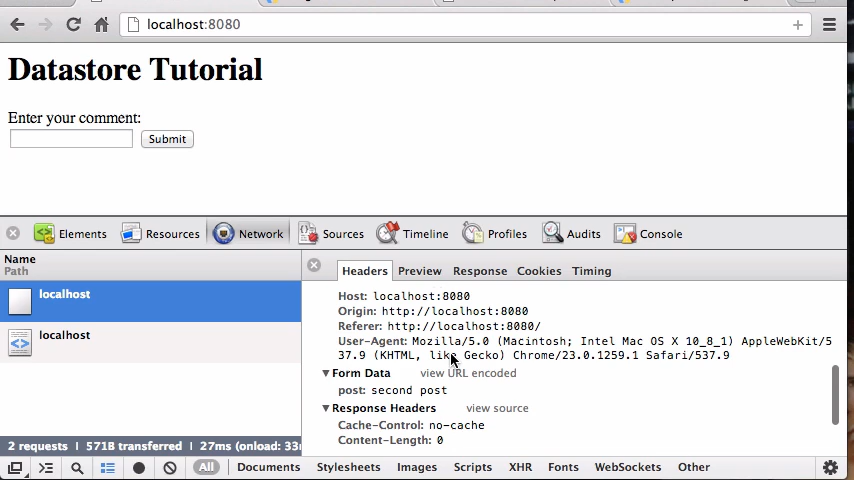 localhost:8080
Datastore Tutorial
Enter your comment:
Submit
Elements Resources Network Sources Timeline Profiles Audits Console
Name
Path
Headers Preview Response Cookies Timing
localhost
localhost
Host: localhost:8080
Origin: http://localhost:8080
Referer: http://localhost:8080/
User-Agent: Mozilla/5.0 (Macintosh; Intel Mac OS X 10_8_1) AppleWebKit/5
37.9 (KHTML, like Gecko) Chrome/23.0.1259.1 Safari/537.9
Form Data view URL encoded
post: second post
Response Headers view source
Cache-Control: no-cache
Content-Length: 0
2 requests | 571B transferred | 27ms (onload: 33m
All Documents Stylesheets Images Scripts XHR Fonts WebSockets Other